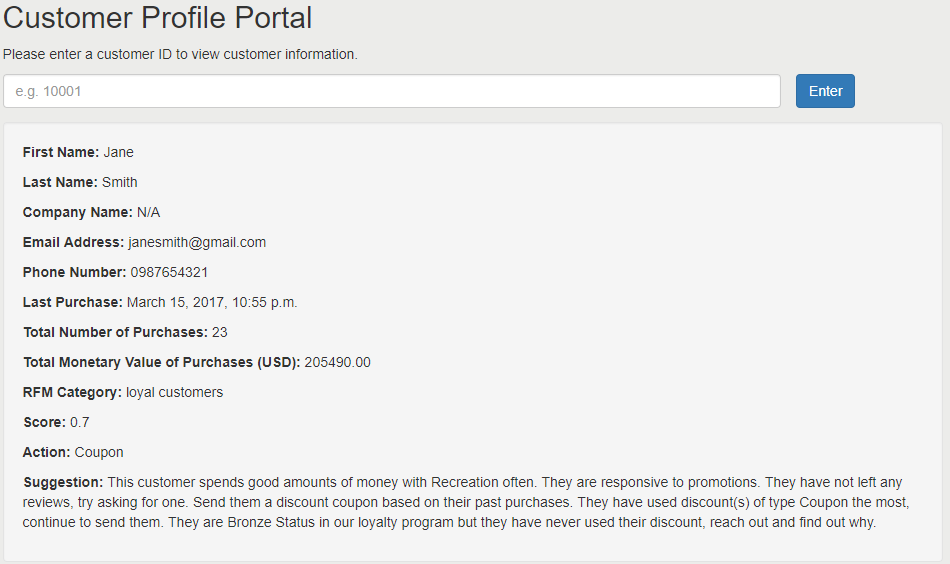 Customer Profile Portal
Please enter a customer ID to view customer information.
e.g. 10001
Enter
First Name: Jane
Last Name: Smith
Company Name: N/A
Email Address: janesmith@gmail.com
Phone Number: 0987654321
Last Purchase: March 15, 2017, 10:55 p.m.
Total Number of Purchases: 23
Total Monetary Value of Purchases (USD): 205490.00
RFM Category: loyal customers
Score: 0.7
Action: Coupon
Suggestion: This customer spends good amounts of money with Recreation often. They are responsive to promotions. They have not left any
reviews, try asking for one. Send them a discount coupon based on their past purchases. They have used discount(s) of type Coupon the most,
continue to send them. They are Bronze Status in our loyalty program but they have never used their discount, reach out and find out why.